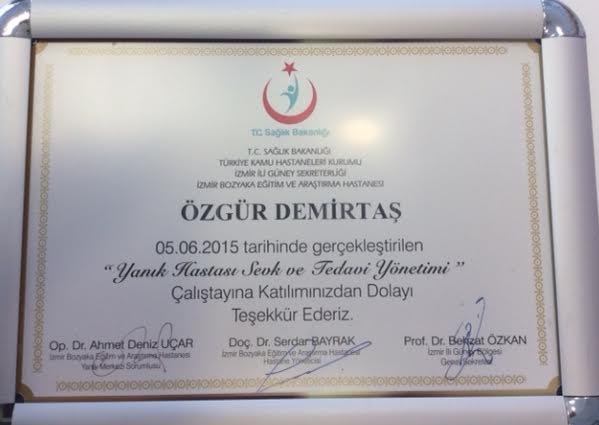 T.C. Sağlık Bakanlığı
T.C. SAĞLIK BAKANLIĞI
TÜRKİYE KAMU HASTANELERİ KURUMU
İZMİR İLİ GÜNEY SEKRETERLİĞİ
İZMİR BOZYAKA EĞİTİM VE ARAŞTIRMA HASTANESİ
ÖZGÜR DEMİRTAŞ
05.06.2015 tarihinde gerçekleştirilen
“ Yanık Hastası Sevk ve Tedavi Yönetimi ”
Çalıştayına Katılımınızdan Dolayı
Teşekkür Ederiz.
Op. Dr. Ahmet Deniz UÇAR
İzmir Bozyaka Eğitim ve Araştırma Hastanesi
Yanık Merkezi Sorumlusu
Doç. Dr. Serdar BAYRAK
İzmir Bozyaka Eğitim ve Araştırma Hastanesi
Hastane Yöneticisi
Prof. Dr. Behzat ÖZKAN
İzmir İli Güney Bölgesi
Genel Sekreteri